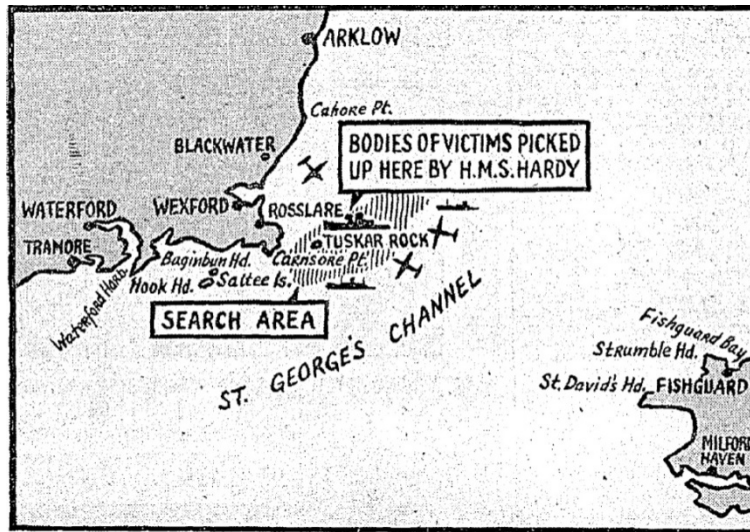 ARKLOW
Cahore Pt.
BLACKWATER
BODIES OF VICTIMS PICKED
UP HERE BY H.M.S. HARDY
WATERFORD
WEXFORD
ROSSLARE
TRAMORE
TUSKAR ROCK
Baginbun Hd.
Carnsore Pt.
Hook Hd.
Saltee Is.
Waterford Harb.
SEARCH AREA
ST. GEORGE'S CHANNEL
Fishguard Bay
Strumble Hd.
St. David's Hd.
FISHGUARD
MILFORD
HAVEN